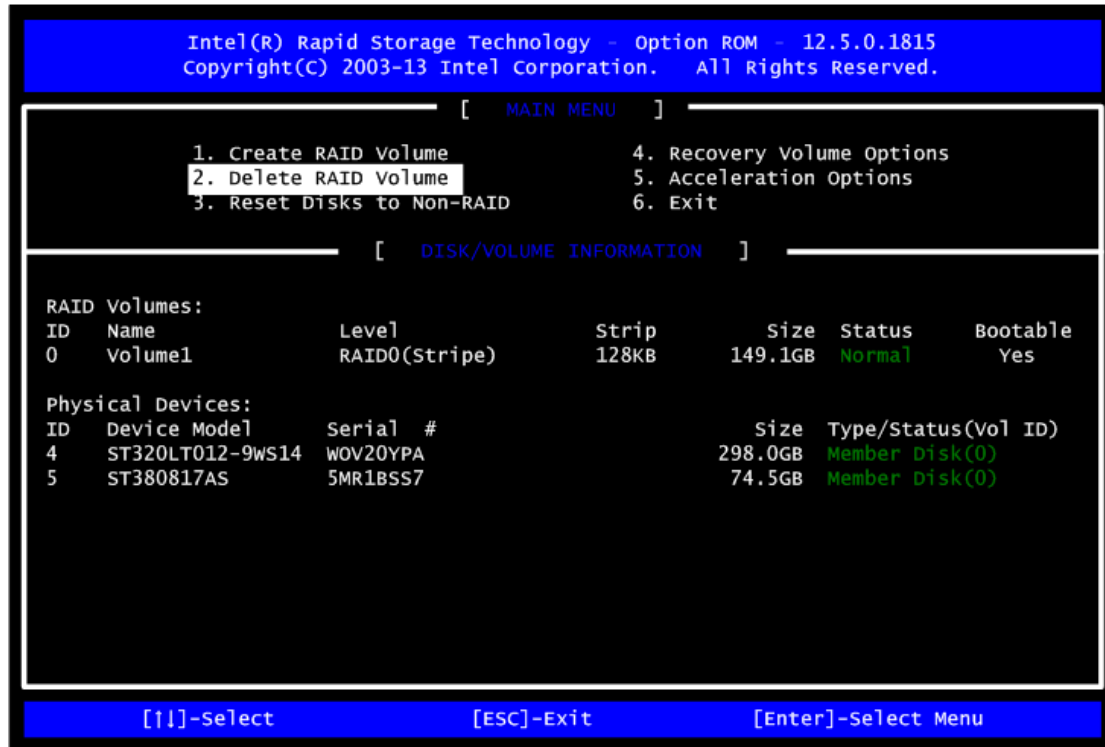 Intel(R) Rapid Storage Technology - Option ROM - 12.5.0.1815
Copyright(C) 2003-13 Intel Corporation. All Rights Reserved.
[ MAIN MENU ]
1. Create RAID Volume 4. Recovery Volume Options
2. Delete RAID Volume 5. Acceleration Options
3. Reset Disks to Non-RAID 6. Exit
[ DISK/VOLUME INFORMATION ]
RAID Volumes:
ID Name Level Strip Size Status Bootable
0 Volume1 RAID0(Stripe) 128KB 149.1GB Normal Yes
Physical Devices:
ID Device Model Serial # Size Type/Status(Vol ID)
4 ST320LT012-9WS14 W0V20YPA 298.0GB Member Disk(0)
5 ST380817AS 5MR1BSS7 74.5GB Member Disk(0)
[↑↓]-Select [ESC]-Exit [Enter]-Select Menu